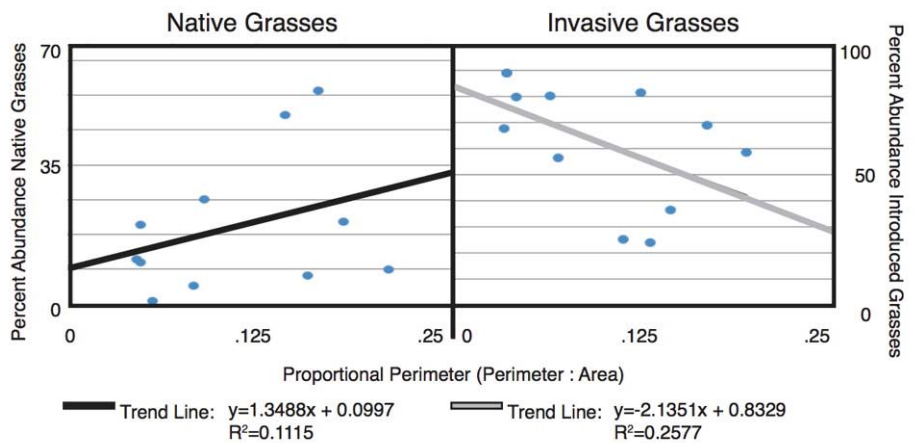 Native Grasses
Invasive Grasses
Percent Abundance Native Grasses
70
35
0
100
50
0
Percent Abundance Introduced Grasses
0 .125 .25
0 .125 .25
Proportional Perimeter (Perimeter : Area)
Trend Line: y=1.3488x + 0.0997
R²=0.1115
Trend Line: y=-2.1351x + 0.8329
R²=0.2577